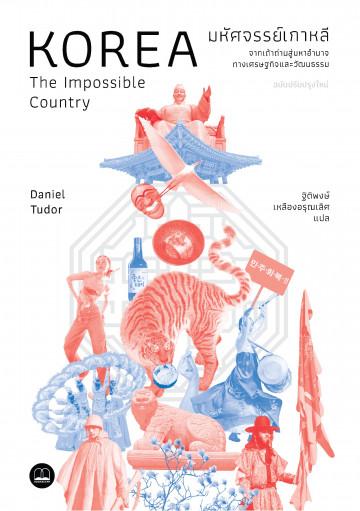 KOREA
The Impossible
Country
มหัศจรรย์เกาหลี
จากเถ้าถ่านสู่มหาอำนาจ
ทางเศรษฐกิจและวัฒนธรรม
ฉบับปรับปรุงใหม่
Daniel
Tudor
ฐิติพงษ์
เหลืองอรุณเลิศ
แปล